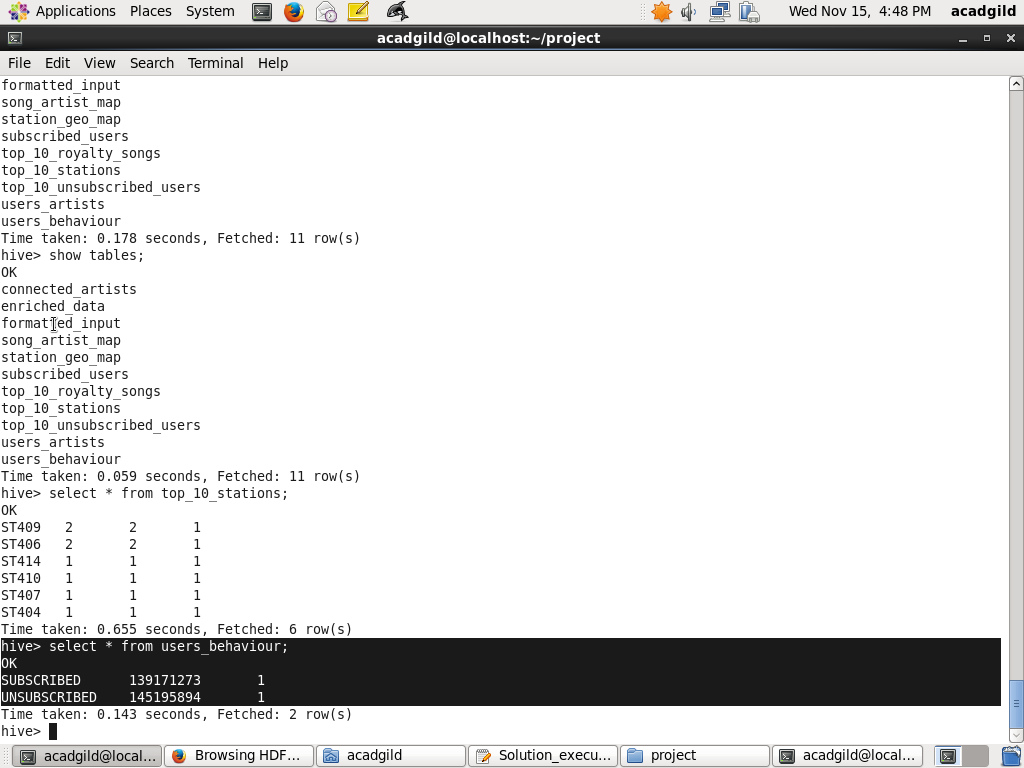 Applications Places System Wed Nov 15, 4:48 PM acadgild
acadgild@localhost:~/project
File Edit View Search Terminal Help
formatted_input
song_artist_map
station_geo_map
subscribed_users
top_10_royalty_songs
top_10_stations
top_10_unsubscribed_users
users_artists
users_behaviour
Time taken: 0.178 seconds, Fetched: 11 row(s)
hive> show tables;
OK
connected_artists
enriched_data
formatted_input
song_artist_map
station_geo_map
subscribed_users
top_10_royalty_songs
top_10_stations
top_10_unsubscribed_users
users_artists
users_behaviour
Time taken: 0.059 seconds, Fetched: 11 row(s)
hive> select * from top_10_stations;
OK
ST409 2 2 1
ST406 2 2 1
ST414 1 1 1
ST410 1 1 1
ST407 1 1 1
ST404 1 1 1
Time taken: 0.655 seconds, Fetched: 6 row(s)
hive> select * from users_behaviour;
OK
SUBSCRIBED 139171273 1
UNSUBSCRIBED 145195894 1
Time taken: 0.143 seconds, Fetched: 2 row(s)
hive>
acadgild@local... Browsing HDF... acadgild Solution_execu... project acadgild@local...